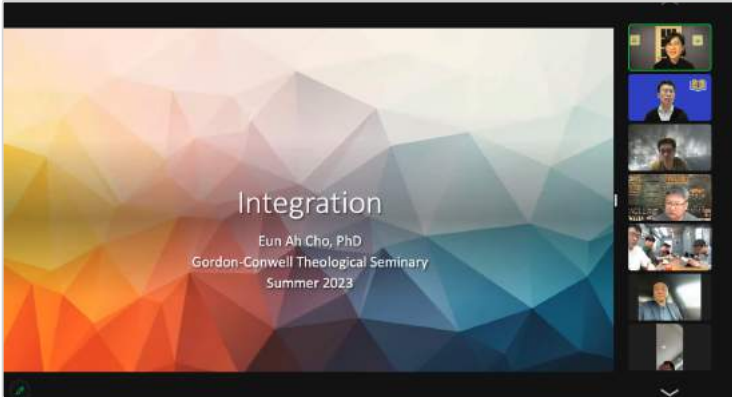 Integration
Eun Ah Cho, PhD
Gordon-Conwell Theological Seminary
Summer 2023